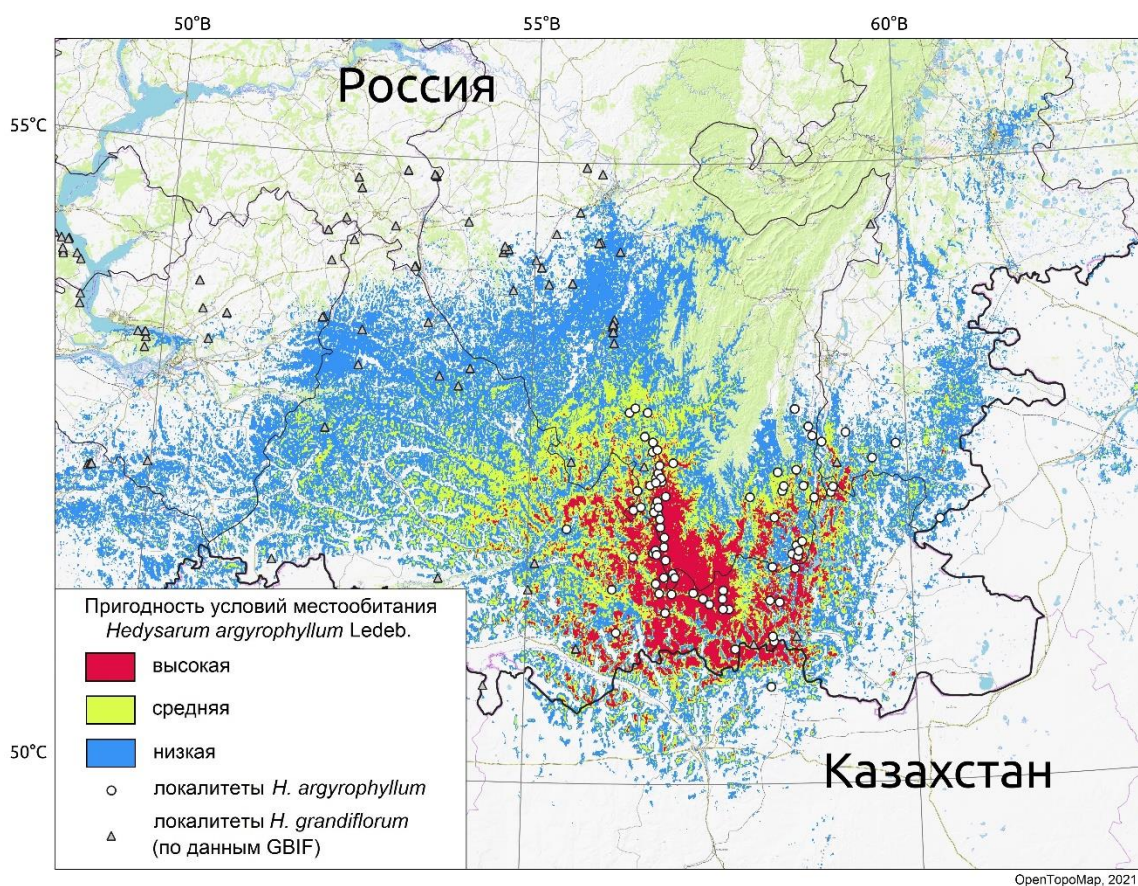 50°В 55°В 60°В
Россия
55°С
50°С
Казахстан
Пригодность условий местообитания
Hedysarum argyrophyllum Ledeb.
высокая
средняя
низкая
локалитеты H. argyrophyllum
локалитеты H. grandiflorum
(по данным GBIF)
OpenTopoMap, 2021